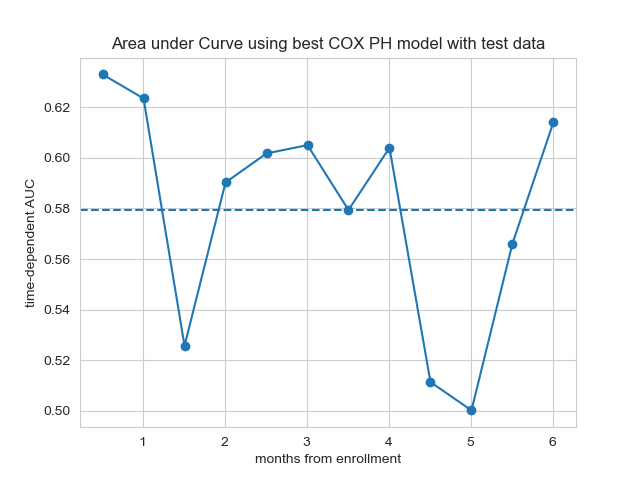 Area under Curve using best COX PH model with test data
time-dependent AUC
0.62
0.60
0.58
0.56
0.54
0.52
0.50
1 2 3 4 5 6
months from enrollment